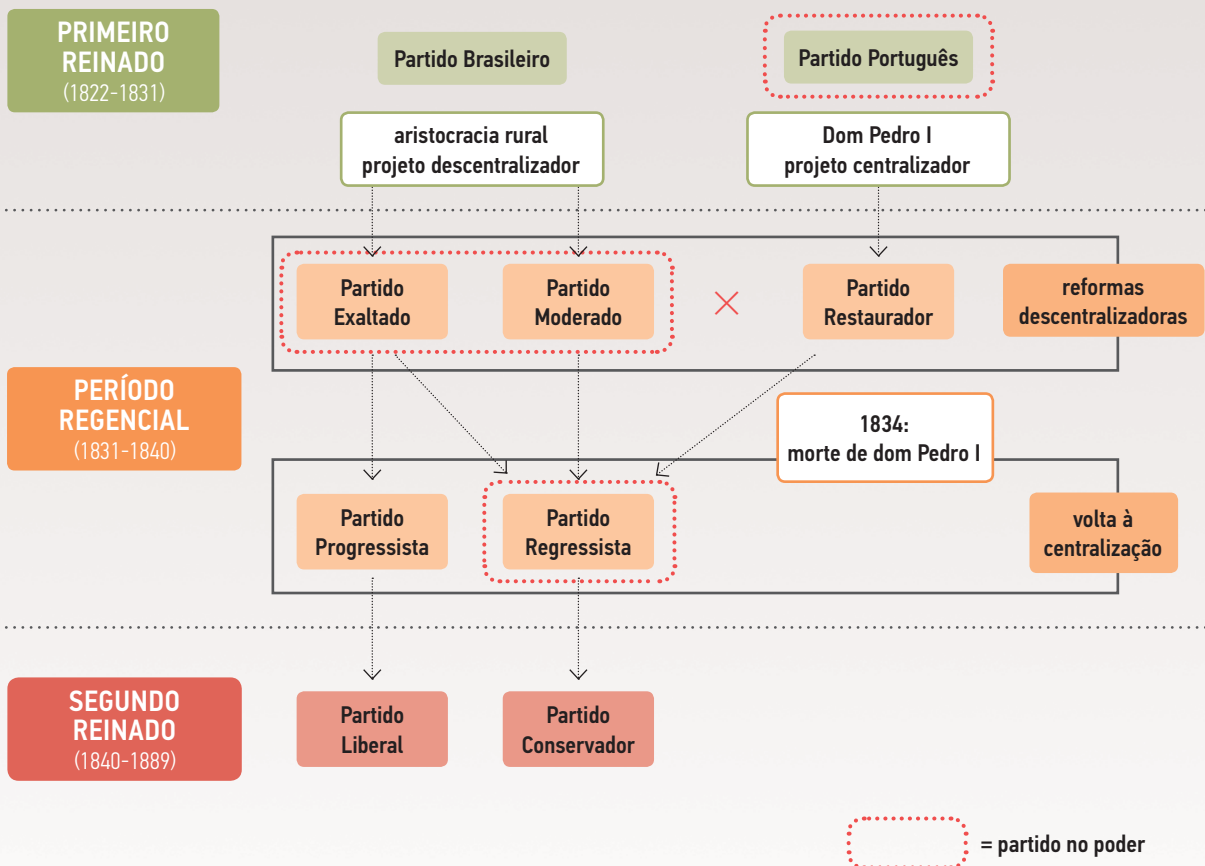 PRIMEIRO
REINADO
(1822-1831)
Partido Brasileiro
Partido Português
aristocracia rural
projeto descentralizador
Dom Pedro I
projeto centralizador
PERÍODO
REGENCIAL
(1831-1840)
Partido
Exaltado
Partido
Moderado
Partido
Restaurador
reformas
descentralizadoras
1834:
morte de dom Pedro I
Partido
Progressista
Partido
Regressista
volta à
centralização
SEGUNDO
REINADO
(1840-1889)
Partido
Liberal
Partido
Conservador
= partido no poder